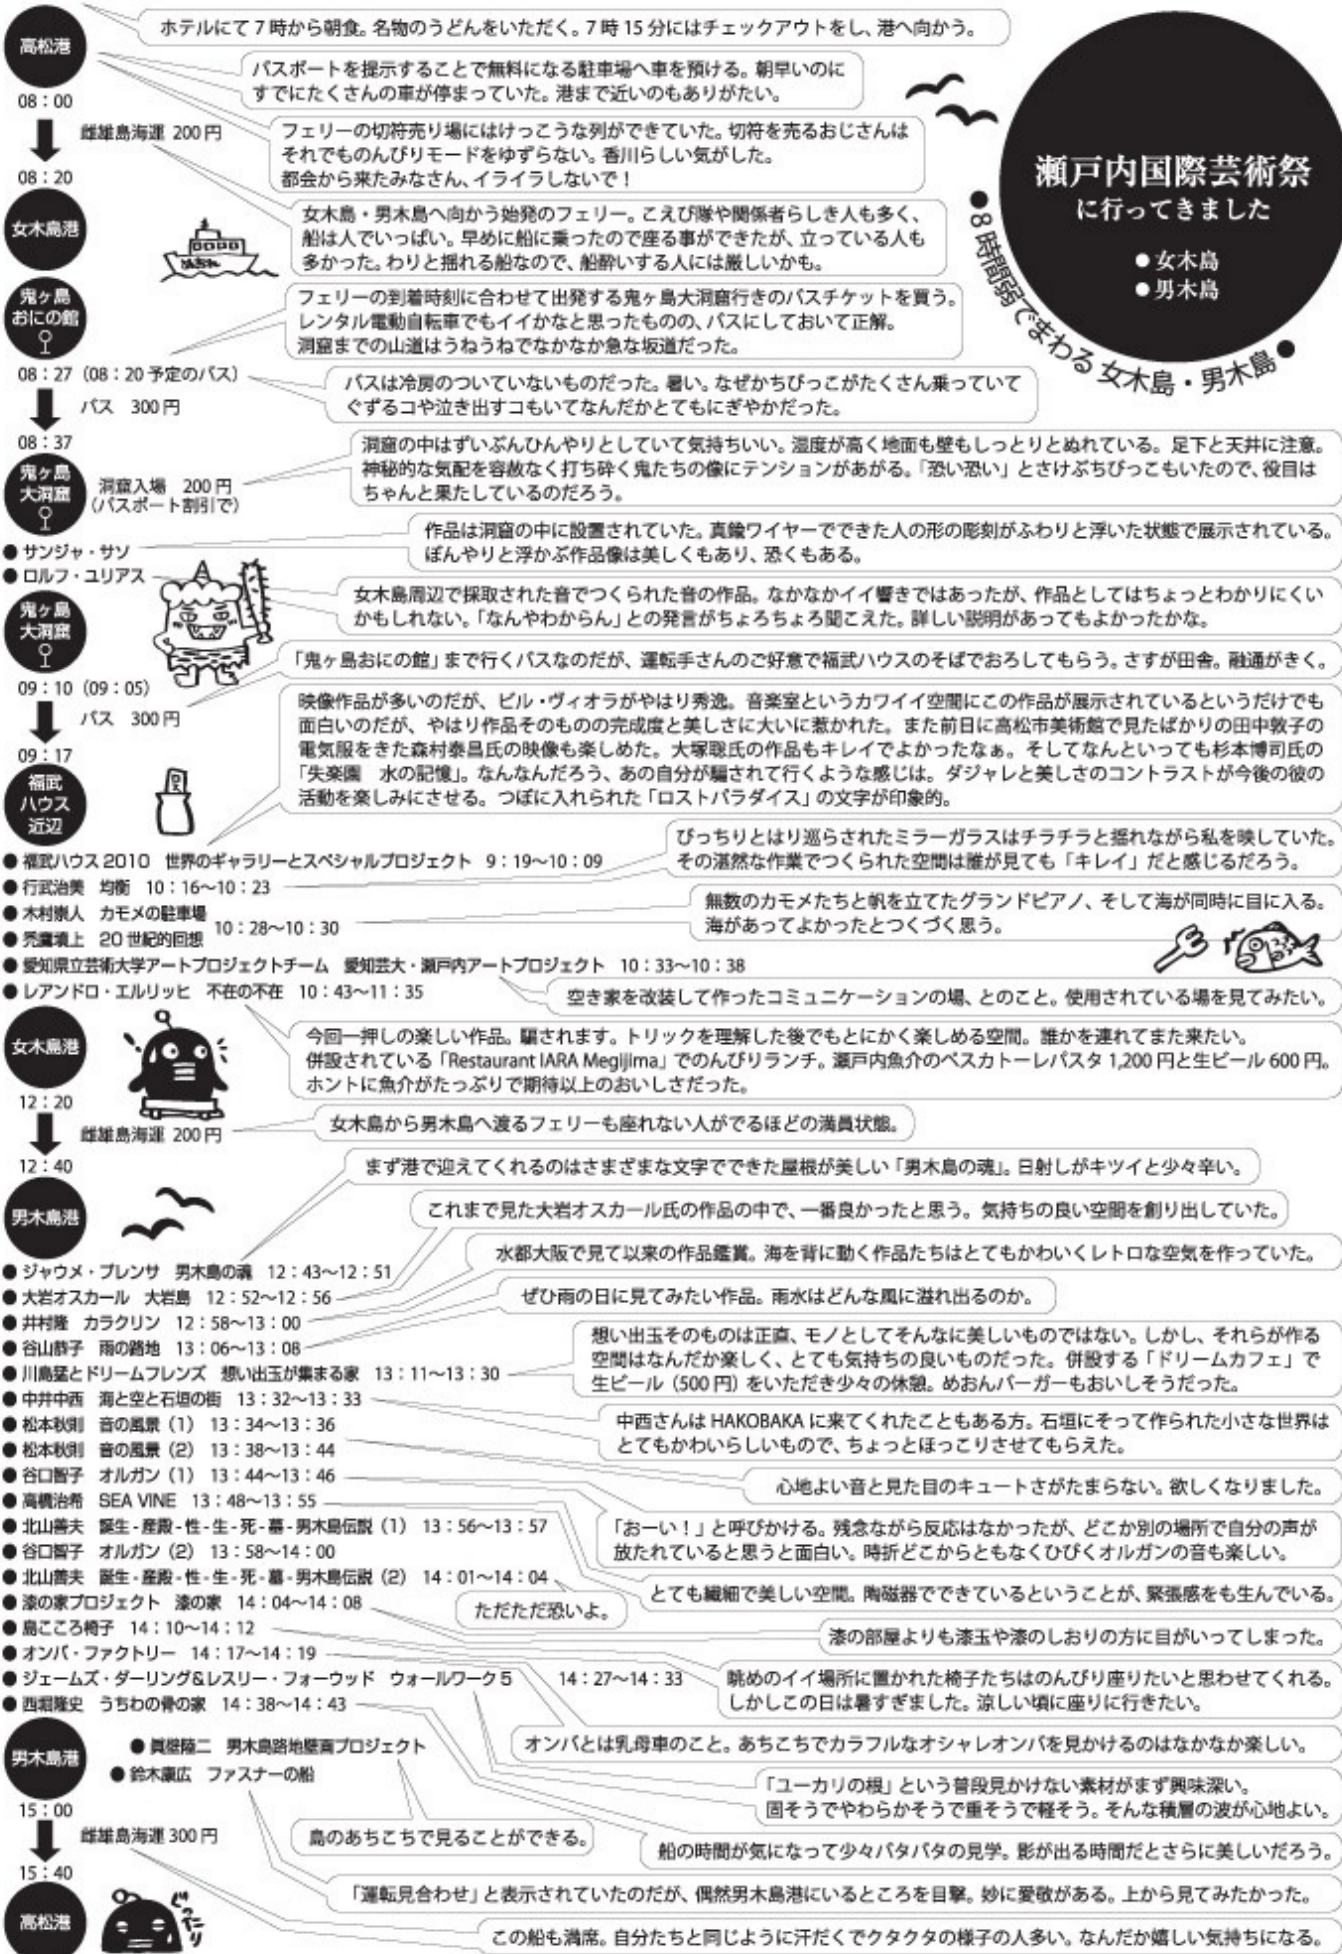 瀬戸内国際芸術祭
に行ってきました
●女木島
●男木島
●8時間弱でまわる 女木島・男木島●
高松港
ホテルにて7時から朝食。名物のうどんをいただく。7時15分にはチェックアウトをし、港へ向かう。
パスポートを提示することで無料になる駐車場へ車を預ける。朝早いのに
すでにたくさんの車が停まっていた。港まで近いのもありがたい。
08:00
雌雄島海運 200円
フェリーの切符売り場にはけっこうな列ができていた。切符を売るおじさんは
それでものんびりモードをゆずらない。香川らしい気がした。
都会から来たみなさん、イライラしないで!
08:20
女木島港
女木島・男木島へ向かう始発のフェリー。こえび隊や関係者らしき人も多く、
船は人でいっぱい。早めに船に乗ったので座る事ができたが、立っている人も
多かった。わりと揺れる船なので、船酔いする人には厳しいかも。
めおん
鬼ヶ島
おにの館
フェリーの到着時刻に合わせて出発する鬼ヶ島大洞窟行きのバスチケットを買う。
レンタル電動自転車でもイイかなと思ったものの、バスにしておいて正解。
洞窟までの山道はうねうねでなかなか急な坂道だった。
08:27(08:20予定のバス)
バス 300円
バスは冷房のついていないものだった。暑い。なぜかちびっこがたくさん乗っていて
ぐずるコや泣き出すコもいてなんだかとてもにぎやかだった。
08:37
鬼ヶ島
大洞窟
洞窟入場 200円
(パスポート割引で)
洞窟の中はずいぶんひんやりとしていて気持ちいい。湿度が高く地面も壁もしっとりとぬれている。足下と天井に注意。
神秘的な気配を容赦なく打ち砕く鬼たちの像にテンションがあがる。「恐い恐い」とさけぶちびっこもいたので、役目は
ちゃんと果たしているのだろう。
●サンジャ・サソ
作品は洞窟の中に設置されていた。真鍮ワイヤーでできた人の形の彫刻がふわりと浮いた状態で展示されている。
ぼんやりと浮かぶ作品像は美しくもあり、恐くもある。
●ロルフ・ユリアス
女木島周辺で採取された音でつくられた音の作品。なかなかイイ響きではあったが、作品としてはちょっとわかりにくい
かもしれない。「なんやわからん」との発言がちょろちょろ聞こえた。詳しい説明があってもよかったかな。
鬼ヶ島
大洞窟
「鬼ヶ島おにの館」まで行くバスなのだが、運転手さんのご好意で福武ハウスのそばでおろしてもらう。さすが田舎。融通がきく。
09:10(09:05)
バス 300円
09:17
福武
ハウス
近辺
映像作品が多いのだが、ビル・ヴィオラがやはり秀逸。音楽室というカワイイ空間にこの作品が展示されているというだけでも
面白いのだが、やはり作品そのものの完成度と美しさに大いに惹かれた。また前日に高松市美術館で見たばかりの田中敦子の
電気服をきた森村泰昌氏の映像も楽しめた。大塚聡氏の作品もキレイでよかったなぁ。そしてなんといっても杉本博司氏の
「失楽園 水の記憶」。なんなんだろう、あの自分が騙されて行くような感じは。ダジャレと美しさのコントラストが今後の彼の
活動を楽しみにさせる。つぼに入れられた「ロストパラダイス」の文字が印象的。
●福武ハウス2010 世界のギャラリーとスペシャルプロジェクト 9:19〜10:09
●行武治美 均衡 10:16〜10:23
ぴっちりとはり巡らされたミラーガラスはチラチラと揺れながら私を映していた。
その湛然な作業でつくられた空間は誰が見ても「キレイ」だと感じるだろう。
●木村崇人 カモメの駐車場
●禿鷹墳上 20世紀的回想
10:28〜10:30
無数のカモメたちと帆を立てたグランドピアノ、そして海が同時に目に入る。
海があってよかったとつくづく思う。
●愛知県立芸術大学アートプロジェクトチーム 愛知芸大・瀬戸内アートプロジェクト 10:33〜10:38
空き家を改装して作ったコミュニケーションの場、とのこと。使用されている場を見てみたい。
●レアンドロ・エルリッヒ 不在の不在 10:43〜11:35
今回一押しの楽しい作品。騙されます。トリックを理解した後でもとにかく楽しめる空間。誰かを連れてまた来たい。
併設されている「Restaurant IARA Megijima」でのんびりランチ。瀬戸内魚介のペスカトーレパスタ1,200円と生ビール600円。
ホントに魚介がたっぷりで期待以上のおいしさだった。
女木島港
12:20
雌雄島海運 200円
女木島から男木島へ渡るフェリーも座れない人がでるほどの満員状態。
12:40
男木島港
まず港で迎えてくれるのはさまざまな文字でできた屋根が美しい「男木島の魂」。日射しがキツイと少々辛い。
これまで見た大岩オスカール氏の作品の中で、一番良かったと思う。気持ちの良い空間を創り出していた。
水都大阪で見て以来の作品鑑賞。海を背に動く作品たちはとてもかわいくレトロな空気を作っていた。
ぜひ雨の日に見てみたい作品。雨水はどんな風に溢れ出るのか。
●ジャウメ・プレンサ 男木島の魂 12:43〜12:51
●大岩オスカール 大岩島 12:52〜12:56
●井村隆 カラクリン 12:58〜13:00
●谷山恭子 雨の路地 13:06〜13:08
●川島猛とドリームフレンズ 想い出玉が集まる家 13:11〜13:30
想い出玉そのものは正直、モノとしてそんなに美しいものではない。しかし、それらが作る
空間はなんだか楽しく、とても気持ちの良いものだった。併設する「ドリームカフェ」で
生ビール(500円)をいただき少々の休憩。めおんバーガーもおいしそうだった。
●中井中西 海と空と石垣の街 13:32〜13:33
中西さんはHAKOBAKAに来てくれたこともある方。石垣にそって作られた小さな世界は
とてもかわいらしいもので、ちょっとほっこりさせてもらえた。
●松本秋則 音の風景(1) 13:34〜13:36
●松本秋則 音の風景(2) 13:38〜13:44
心地よい音と見た目のキュートさがたまらない。欲しくなりました。
●谷口智子 オルガン(1) 13:44〜13:46
●高橋治希 SEA VINE 13:48〜13:55
●北山善夫 誕生-産殿-性-生-死-墓-男木島伝説(1) 13:56〜13:57
「おーい!」と呼びかける。残念ながら反応はなかったが、どこか別の場所で自分の声が
放たれていると思うと面白い。時折どこからともなくひびくオルガンの音も楽しい。
●谷口智子 オルガン(2) 13:58〜14:00
●北山善夫 誕生-産殿-性-生-死-墓-男木島伝説(2) 14:01〜14:04
とても繊細で美しい空間。陶磁器でできているということが、緊張感をも生んでいる。
ただただ恐いよ。
●漆の家プロジェクト 漆の家 14:04〜14:08
漆の部屋よりも漆玉や漆のしおりの方に目がいってしまった。
●島こころ椅子 14:10〜14:12
●オンバ・ファクトリー 14:17〜14:19
●ジェームズ・ダーリング&レスリー・フォーウッド ウォールワーク5 14:27〜14:33
眺めのイイ場所に置かれた椅子たちはのんびり座りたいと思わせてくれる。
しかしこの日は暑すぎました。涼しい頃に座りに行きたい。
●西堀隆史 うちわの骨の家 14:38〜14:43
オンバとは乳母車のこと。あちこちでカラフルなオシャレオンバを見かけるのはなかなか楽しい。
男木島港
●眞壁陸二 男木島路地壁画プロジェクト
●鈴木康広 ファスナーの船
「ユーカリの根」という普段見かけない素材がまず興味深い。
固そうでやわらかそうで重そうで軽そう。そんな積層の波が心地よい。
15:00
雌雄島海運300円
島のあちこちで見ることができる。
船の時間が気になって少々バタバタの見学。影が出る時間だとさらに美しいだろう。
15:40
高松港
ぐったり
「運転見合わせ」と表示されていたのだが、偶然男木島港にいるところを目撃。妙に愛敬がある。上から見てみたかった。
この船も満席。自分たちと同じように汗だくでクタクタの様子の人多い。なんだか嬉しい気持ちになる。